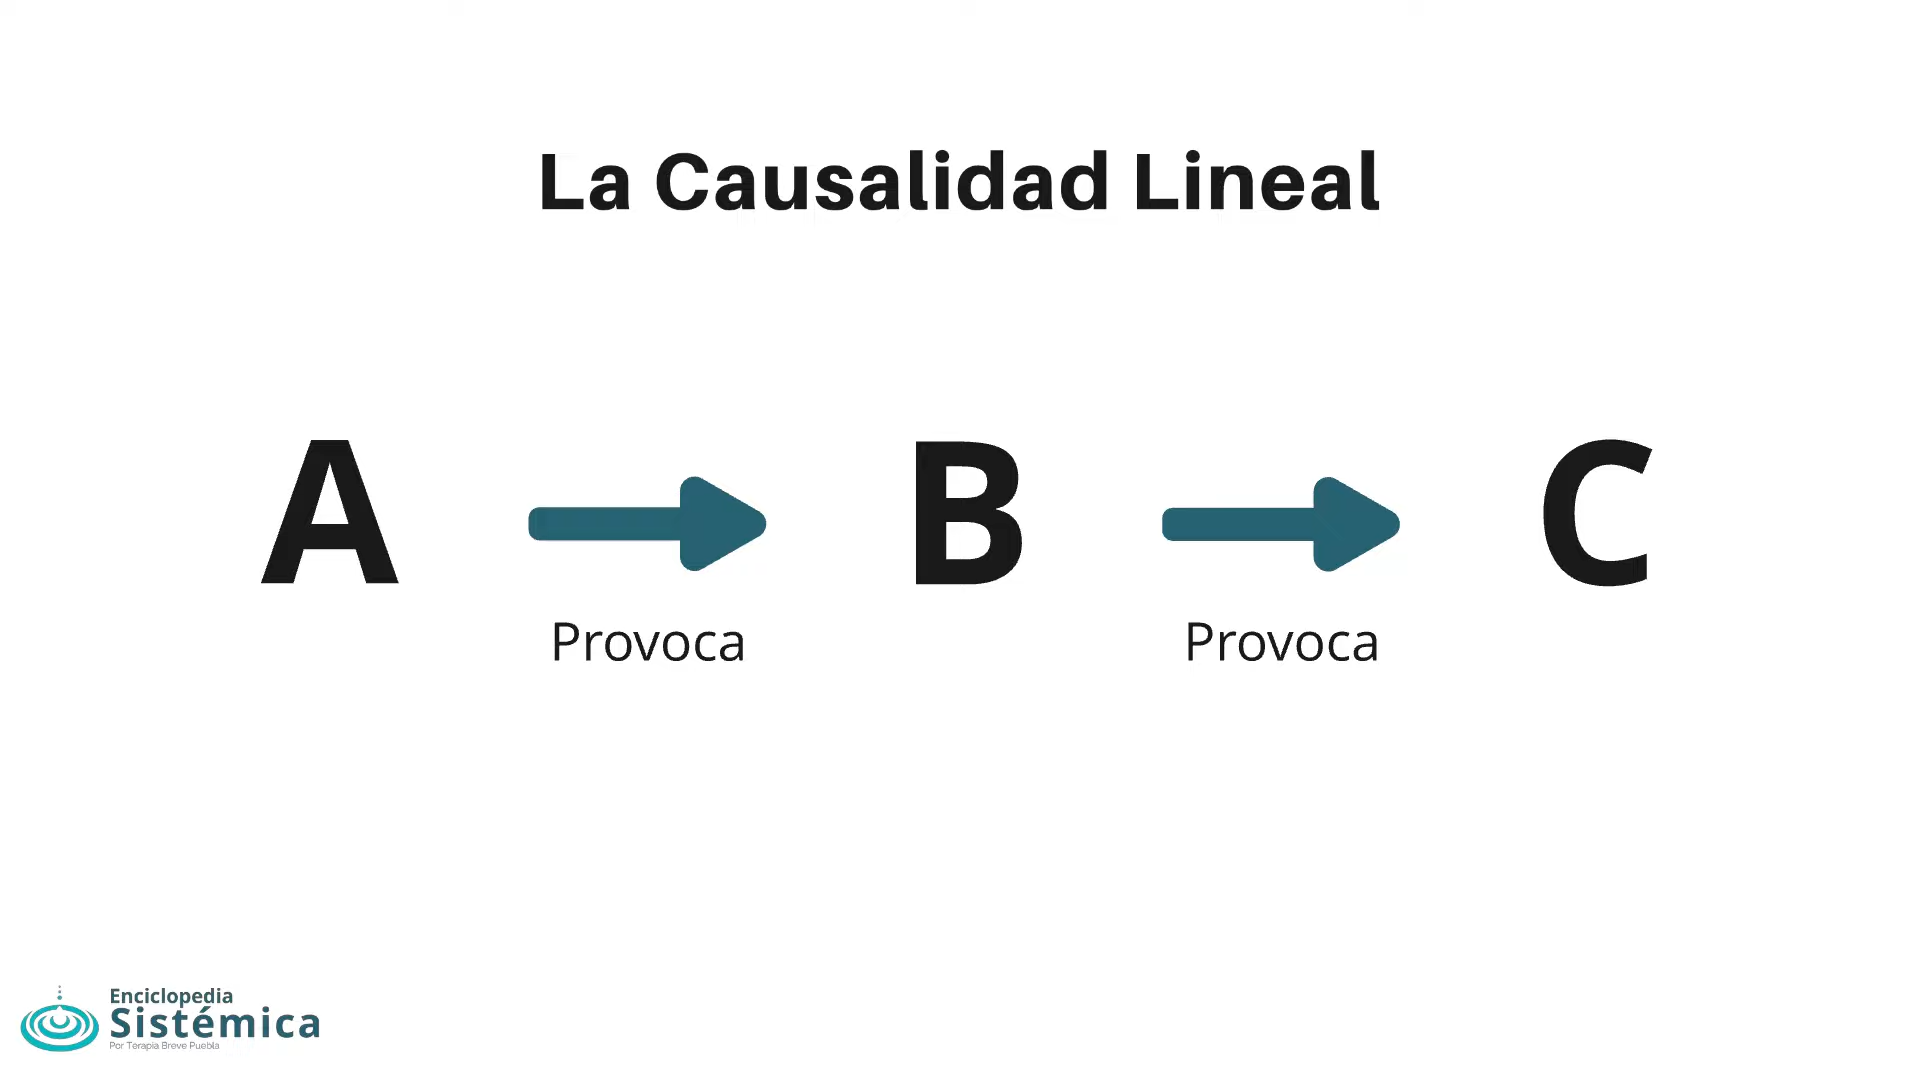 La Causalidad Lineal
A B C
Provoca Provoca
Enciclopedia
Sistémica
Por Terapia Breve Puebla